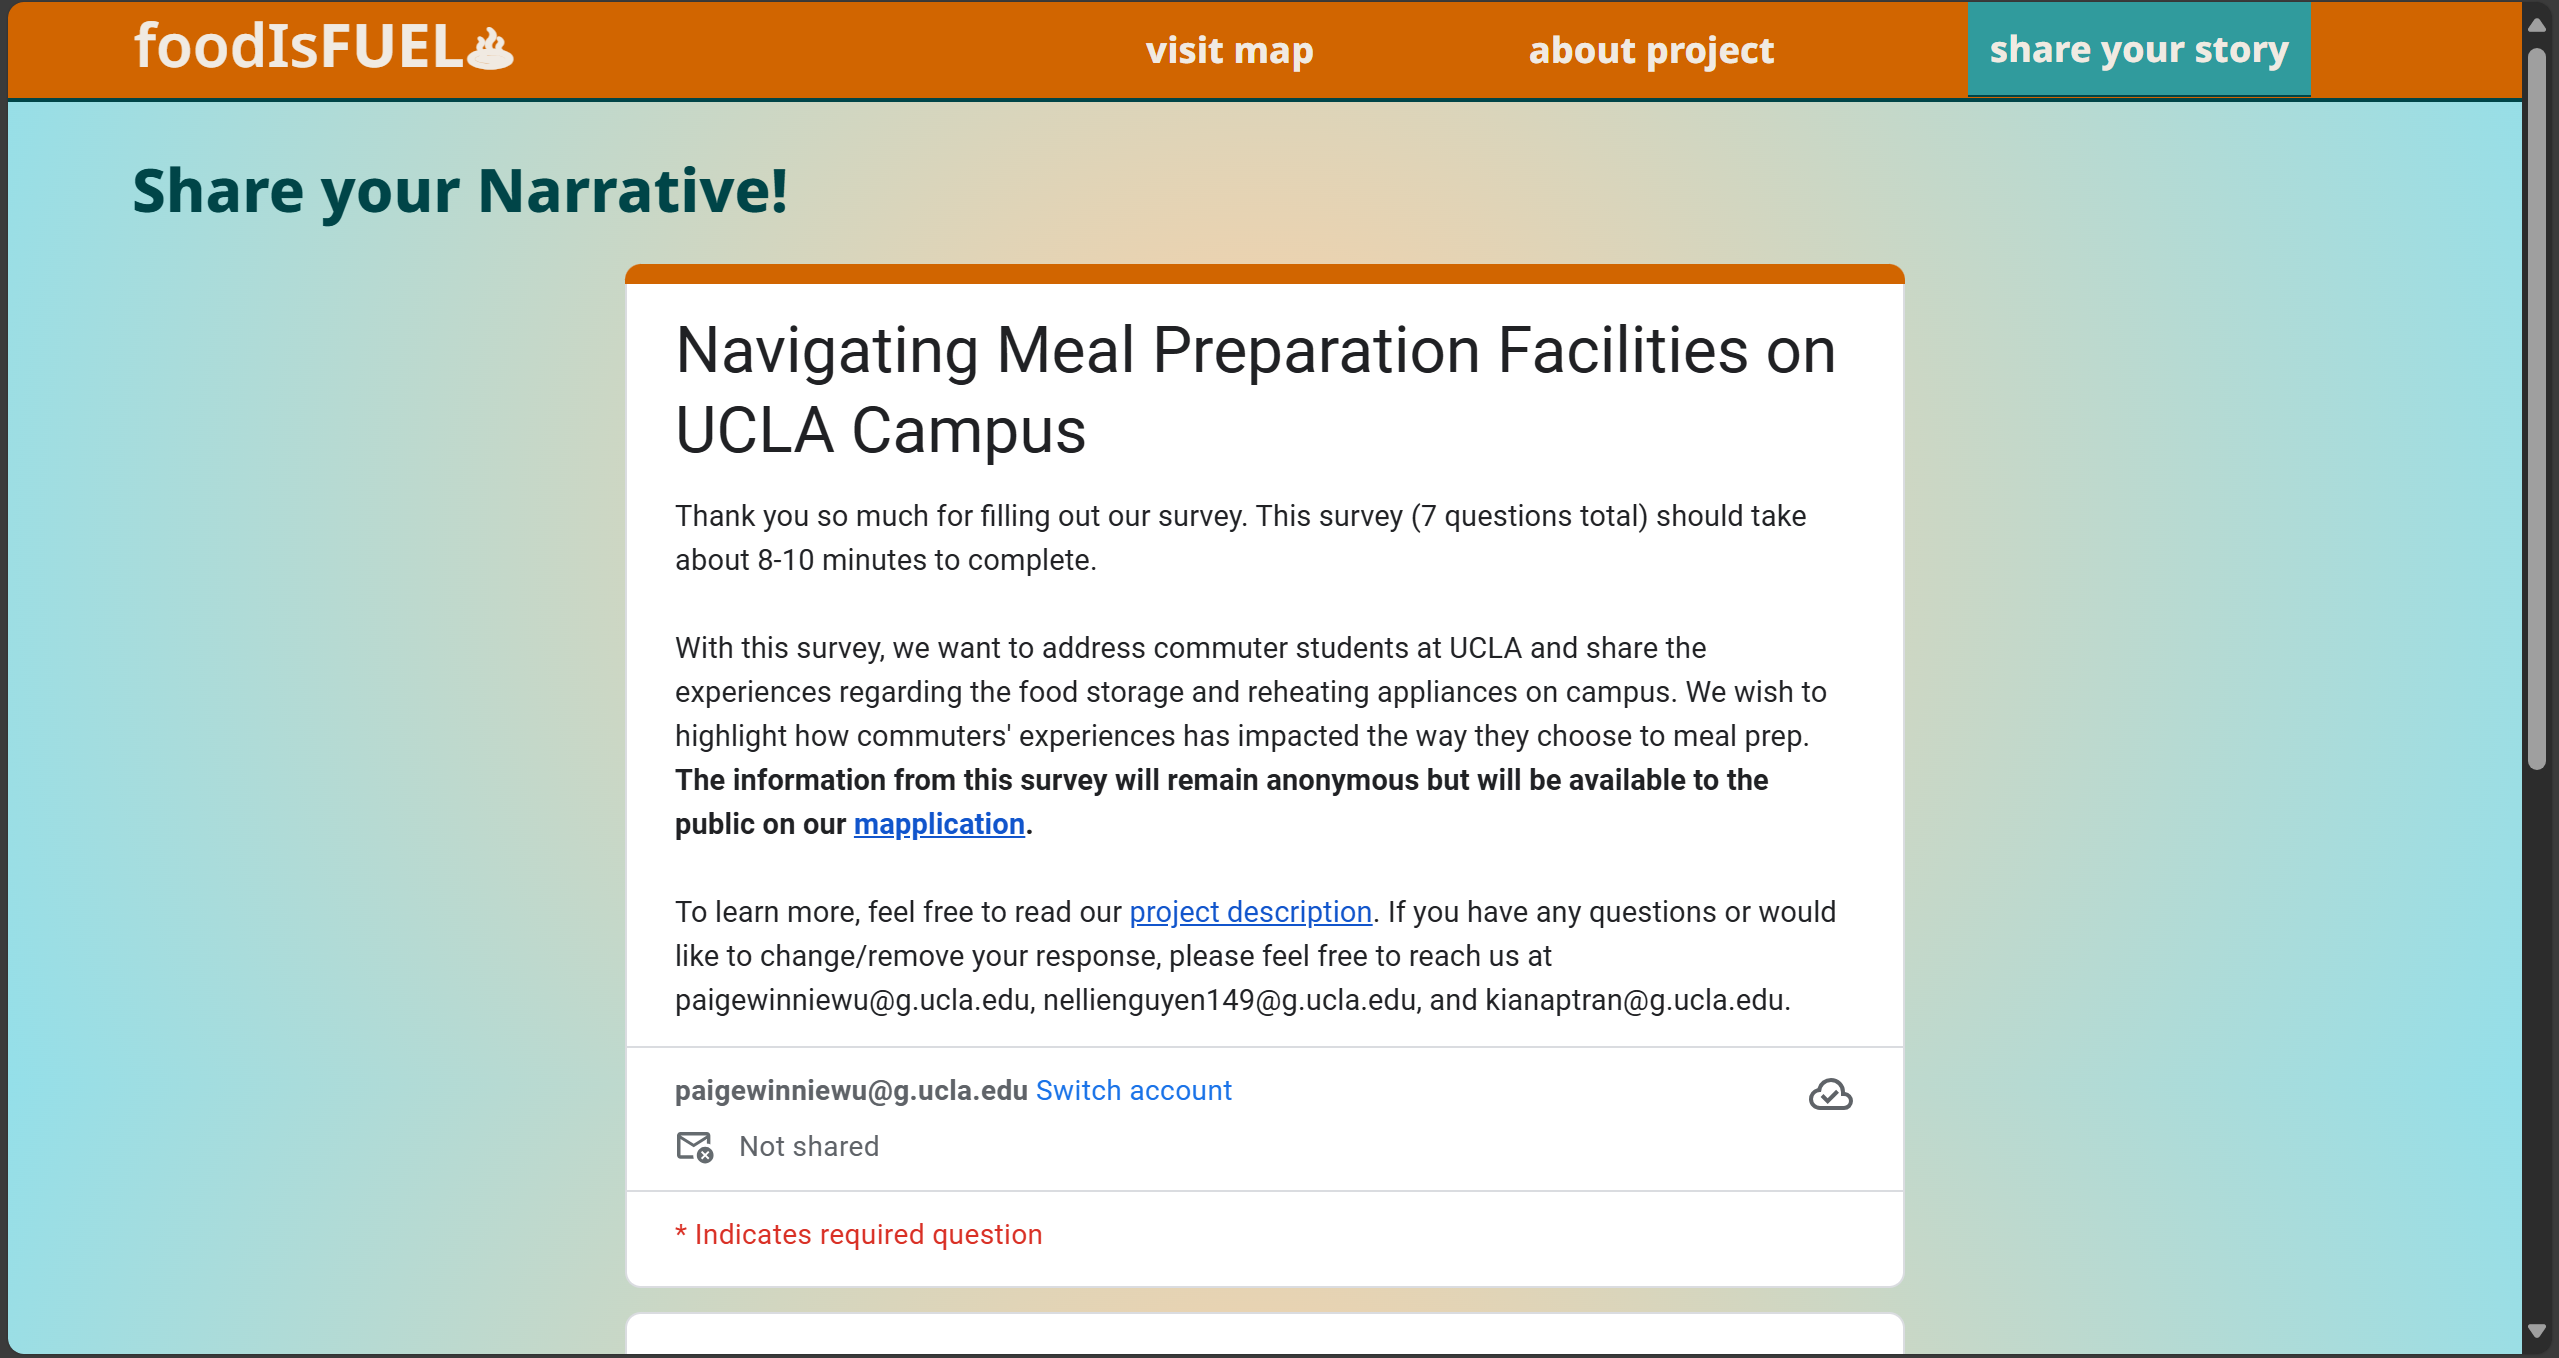 foodIsFUEL
visit map
about project
share your story
Share your Narrative!
Navigating Meal Preparation Facilities on
UCLA Campus
Thank you so much for filling out our survey. This survey (7 questions total) should take
about 8-10 minutes to complete.
With this survey, we want to address commuter students at UCLA and share the
experiences regarding the food storage and reheating appliances on campus. We wish to
highlight how commuters' experiences has impacted the way they choose to meal prep.
The information from this survey will remain anonymous but will be available to the
public on our mapplication.
To learn more, feel free to read our project description. If you have any questions or would
like to change/remove your response, please feel free to reach us at
paigewinniewu@g.ucla.edu, nellienguyen149@g.ucla.edu, and kianaptran@g.ucla.edu.
paigewinniewu@g.ucla.edu Switch account
Not shared
* Indicates required question